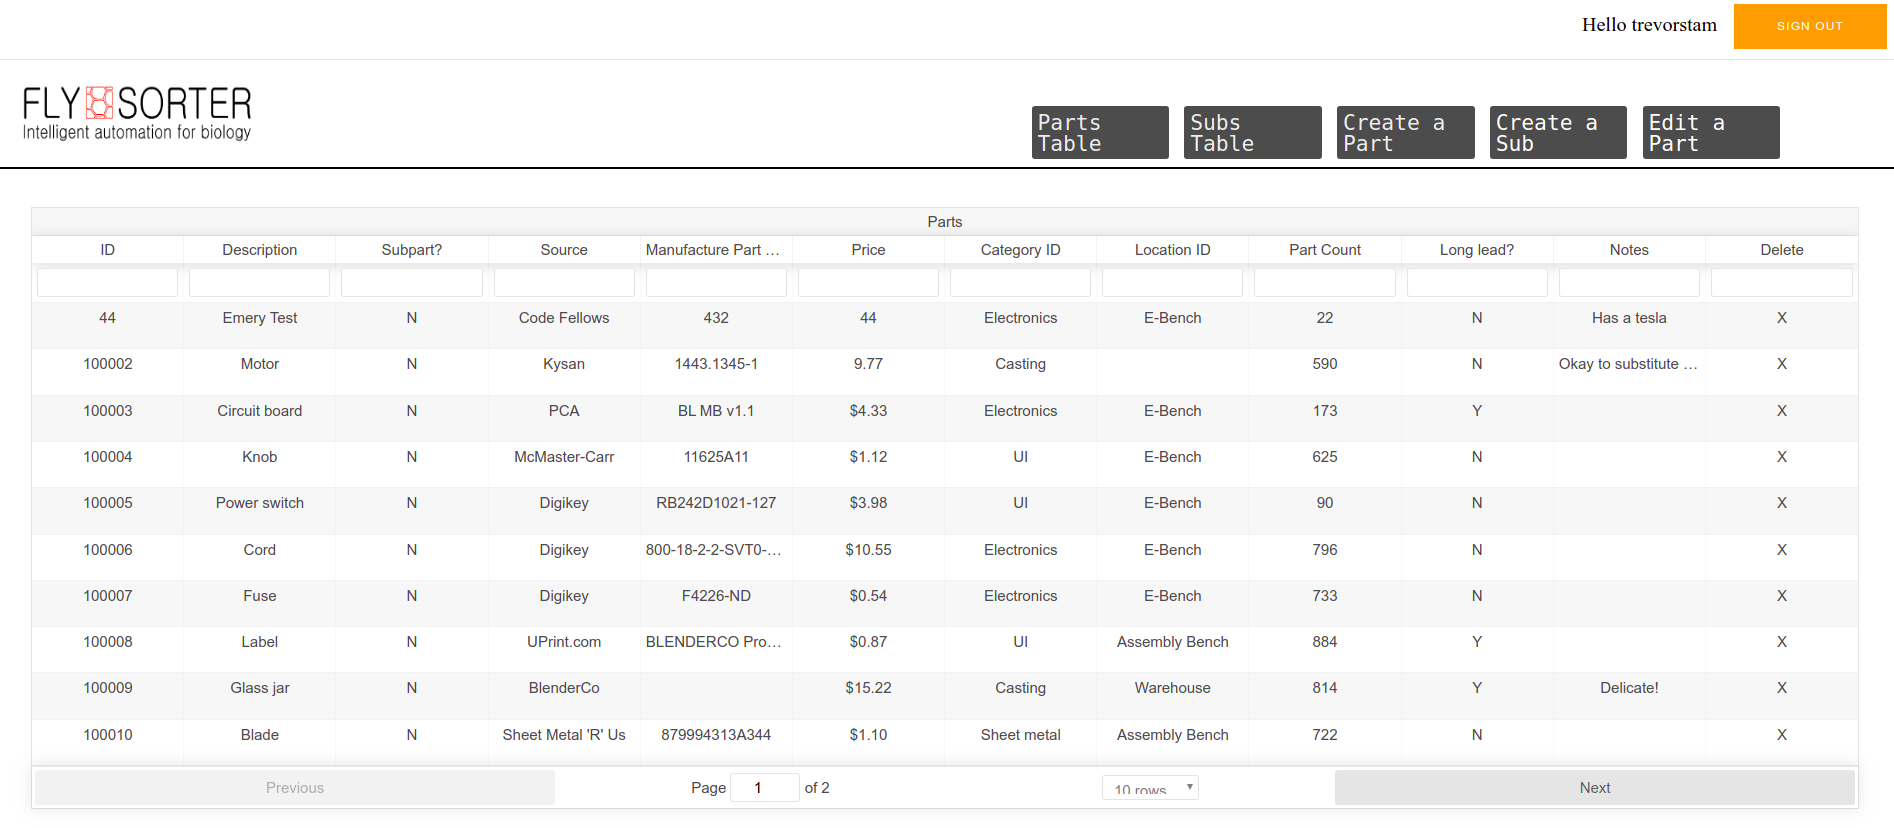 Hello trevorstam SIGN OUT
FLY SORTER
Intelligent automation for biology
Parts Table Subs Table Create a Part Create a Sub Edit a Part
Parts
ID Description Subpart? Source Manufacture Part … Price Category ID Location ID Part Count Long lead? Notes Delete
44 Emery Test N Code Fellows 432 44 Electronics E-Bench 22 N Has a tesla X
100002 Motor N Kysan 1443.1345-1 9.77 Casting 590 N Okay to substitute … X
100003 Circuit board N PCA BL MB v1.1 $4.33 Electronics E-Bench 173 Y X
100004 Knob N McMaster-Carr 11625A11 $1.12 UI E-Bench 625 N X
100005 Power switch N Digikey RB242D1021-127 $3.98 UI E-Bench 90 N X
100006 Cord N Digikey 800-18-2-2-SVT0-… $10.55 Electronics E-Bench 796 N X
100007 Fuse N Digikey F4226-ND $0.54 Electronics E-Bench 733 N X
100008 Label N UPrint.com BLENDERCO Pro… $0.87 UI Assembly Bench 884 Y X
100009 Glass jar N BlenderCo $15.22 Casting Warehouse 814 Y Delicate! X
100010 Blade N Sheet Metal 'R' Us 879994313A344 $1.10 Sheet metal Assembly Bench 722 N X
Previous Page 1 of 2 10 rows Next